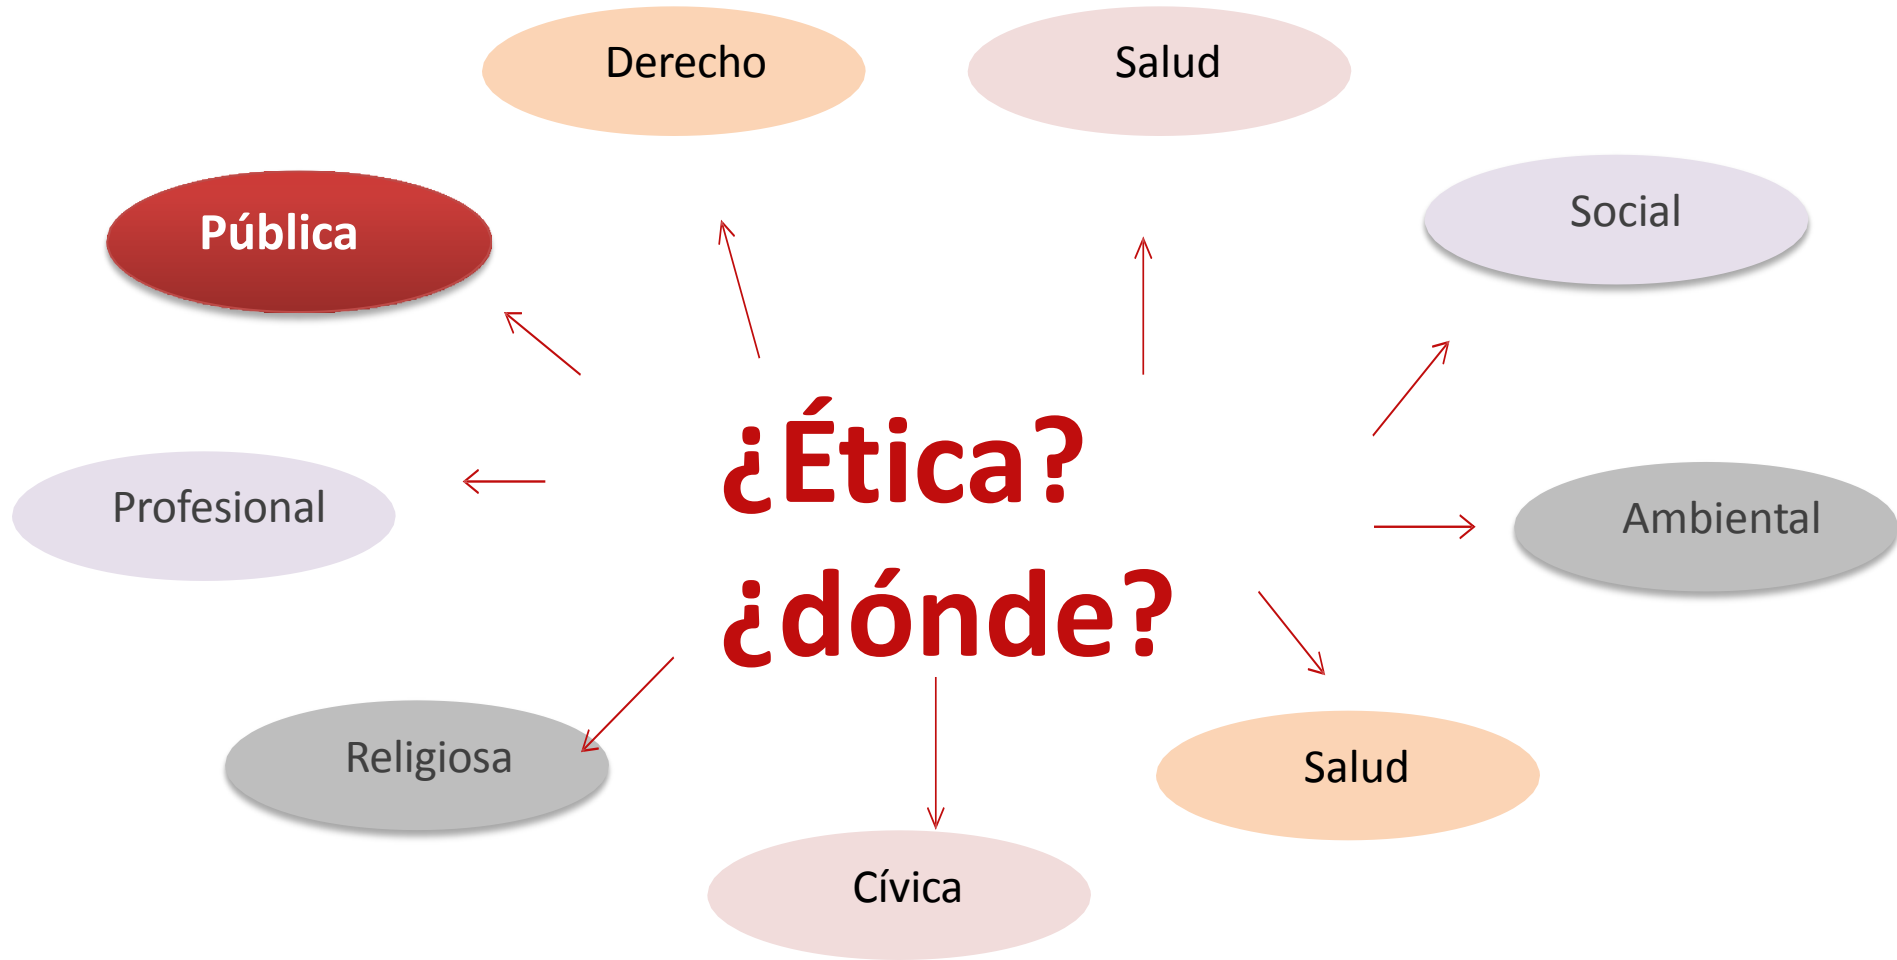 Derecho
Salud
Social
Pública
¿Ética?
¿dónde?
Profesional
Ambiental
Religiosa
Salud
Cívica